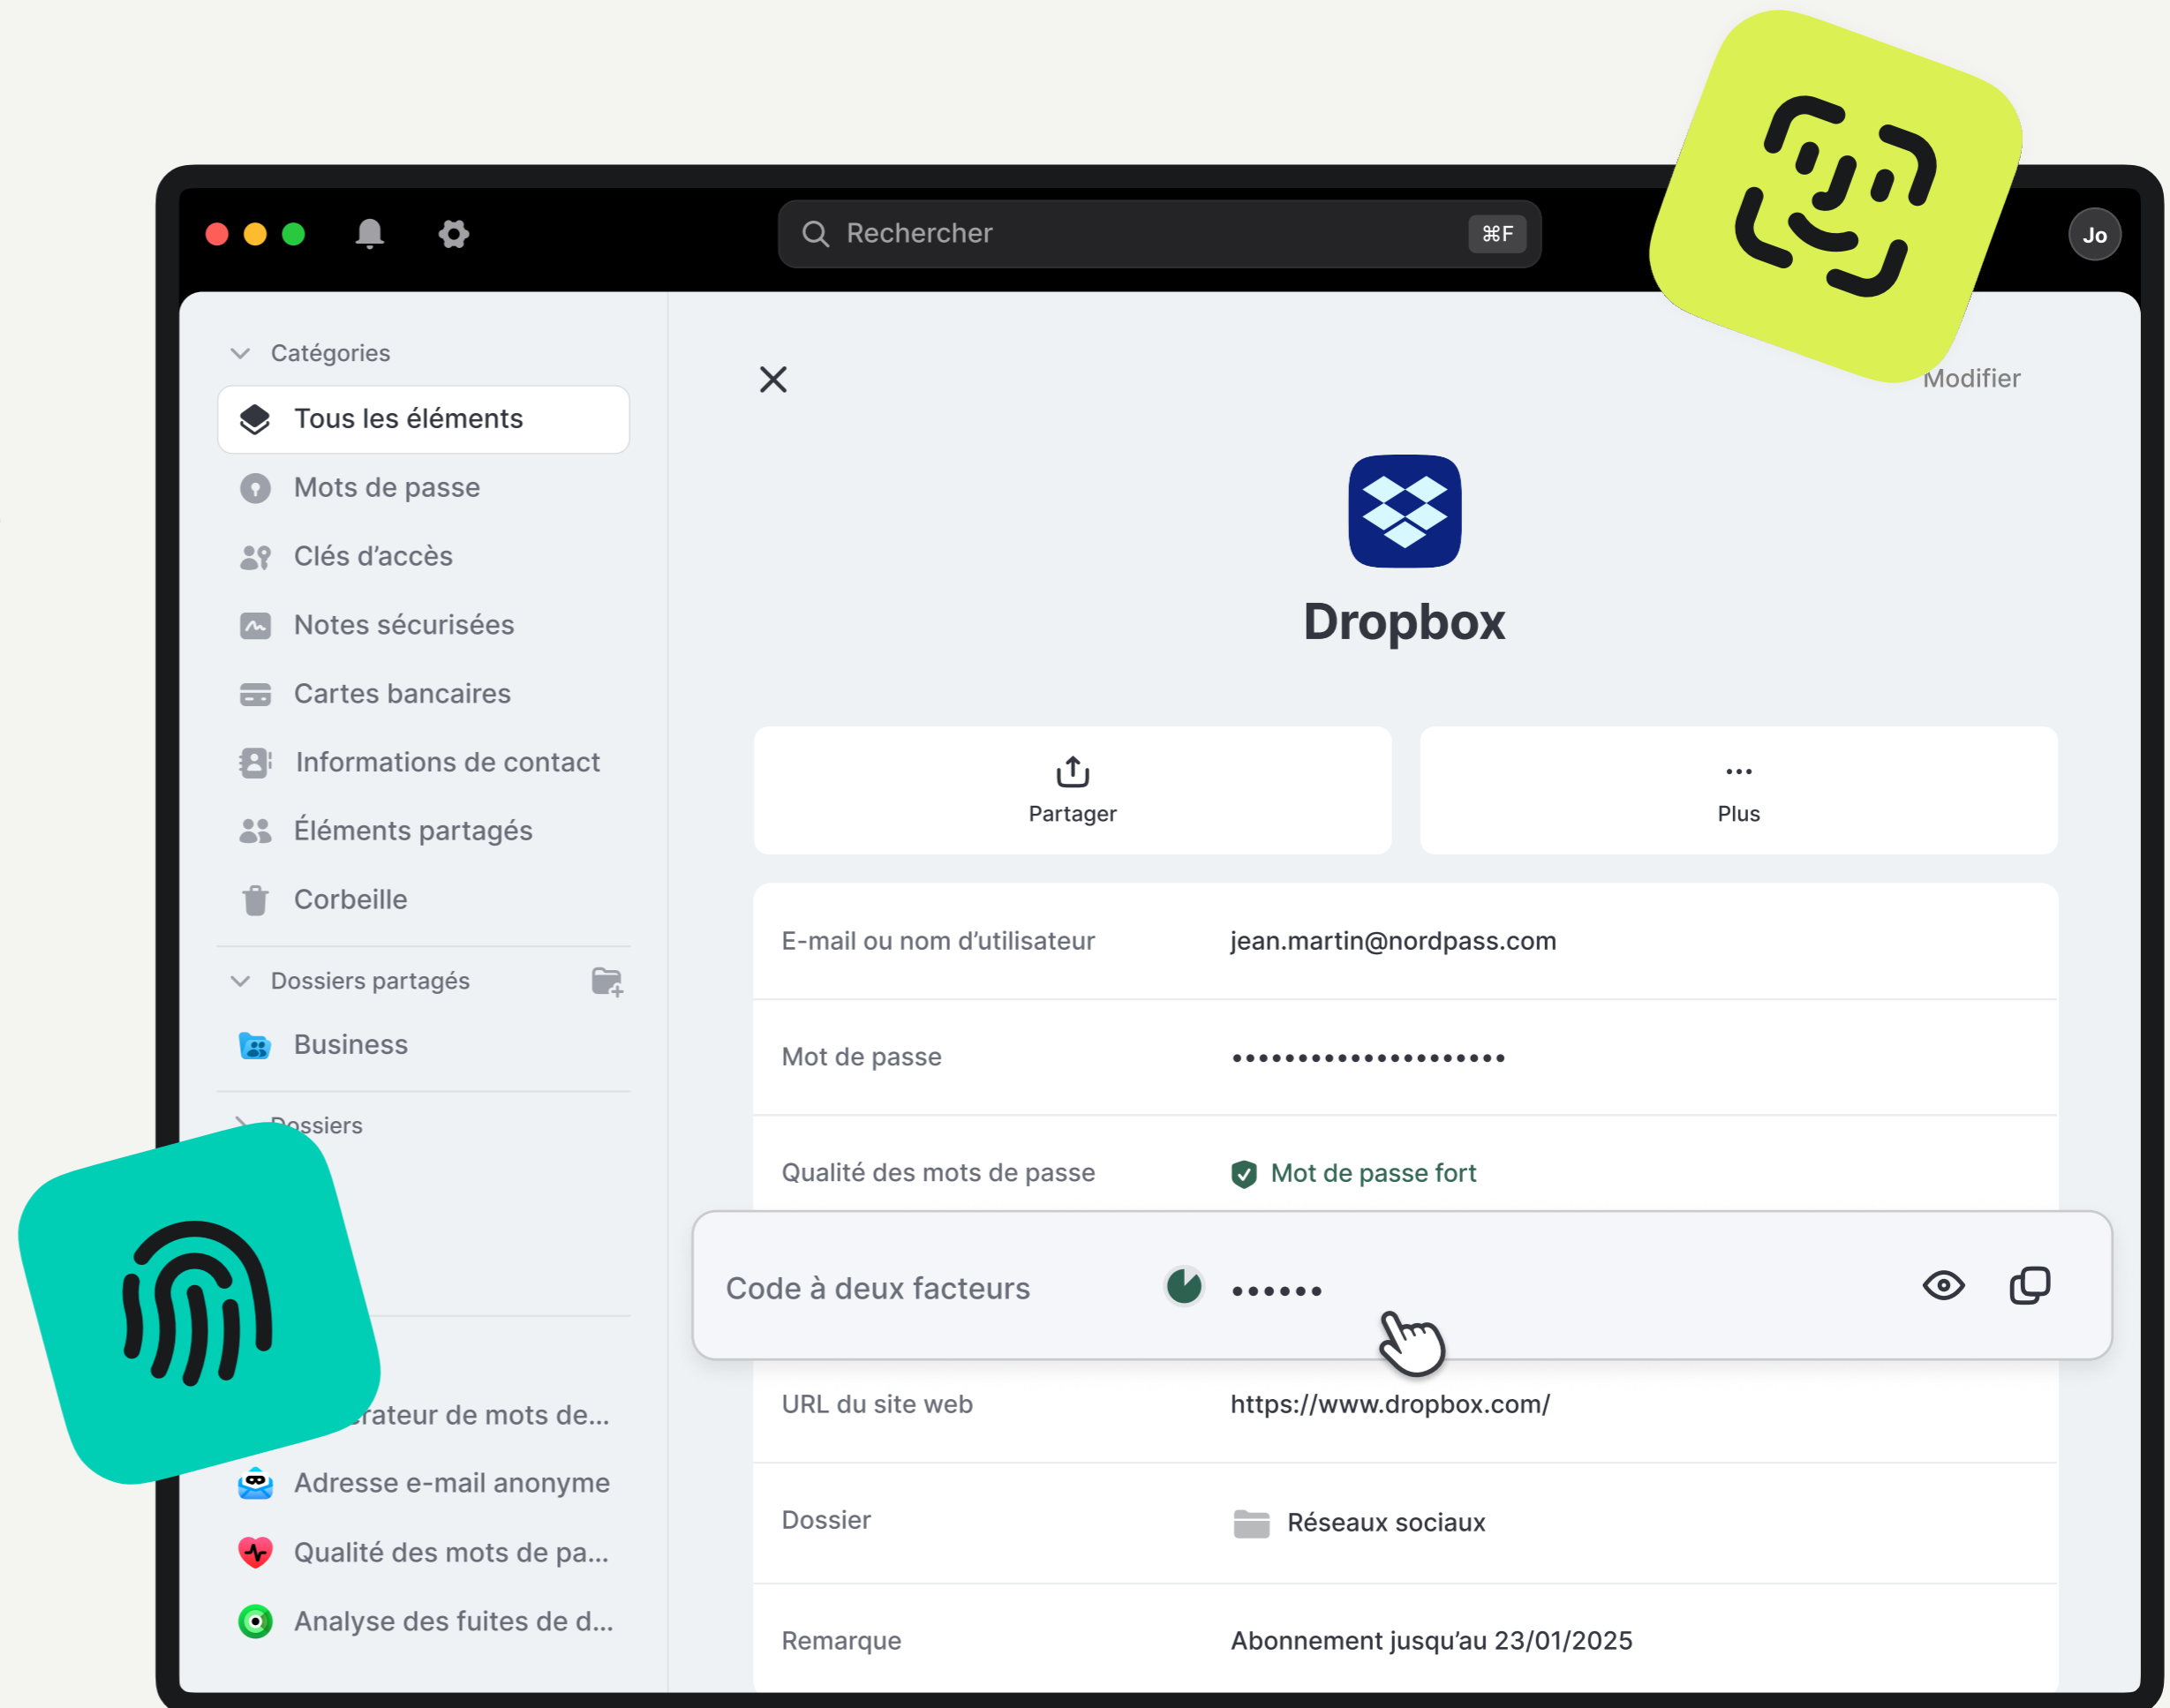 Rechercher
⌘F
Jo
Catégories
Tous les éléments
Mots de passe
Clés d’accès
Notes sécurisées
Cartes bancaires
Informations de contact
Éléments partagés
Corbeille
Dossiers partagés
Business
Dossiers
Adresse e-mail anonyme
Qualité des mots de pa...
Analyse des fuites de d...
Modifier
Dropbox
Partager
Plus
E-mail ou nom d’utilisateur
jean.martin@nordpass.com
Mot de passe
•••••••••••••••••••••
Qualité des mots de passe
Mot de passe fort
Code à deux facteurs
••••••
URL du site web
https://www.dropbox.com/
Dossier
Réseaux sociaux
Remarque
Abonnement jusqu’au 23/01/2025